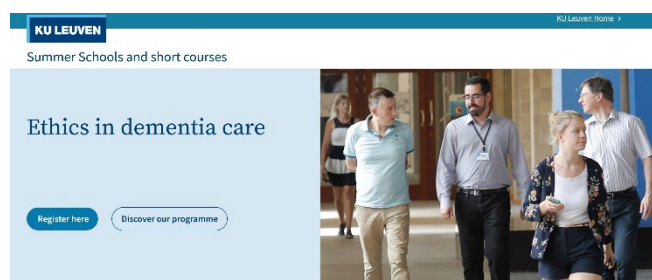 KU LEUVEN
KU Leuven Home >
Summer Schools and short courses
Ethics in dementia care
Register here
Discover our programme